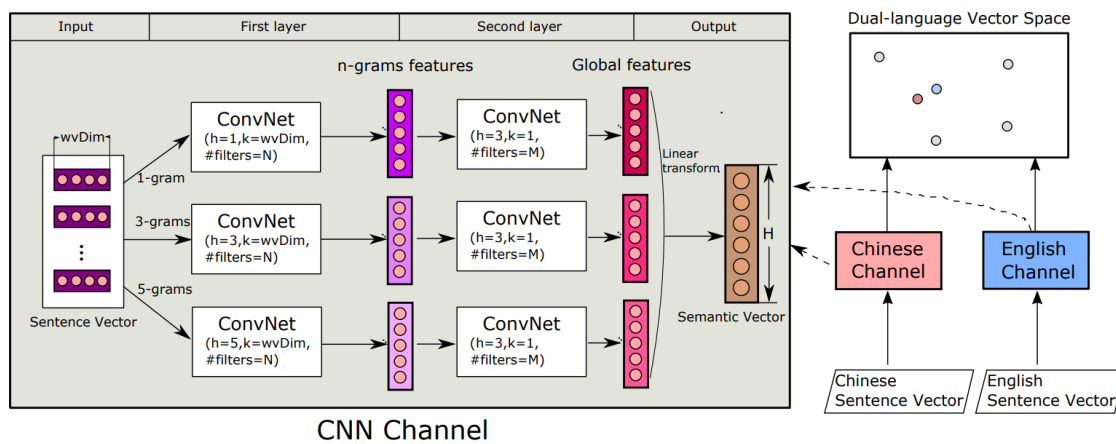 Input
First layer
Second layer
Output
n-grams features
Global features
wvDim
ConvNet
(h=1,k=wvDim,
#filters=N)
ConvNet
(h=3,k=1,
#filters=M)
1-gram
Linear
transform
3-grams
ConvNet
(h=3,k=wvDim,
#filters=N)
ConvNet
(h=3,k=1,
#filters=M)
H
5-grams
Sentence Vector
ConvNet
(h=5,k=wvDim,
#filters=N)
ConvNet
(h=3,k=1,
#filters=M)
Semantic Vector
CNN Channel
Dual-language Vector Space
Chinese
Channel
English
Channel
Chinese
Sentence Vector
English
Sentence Vector